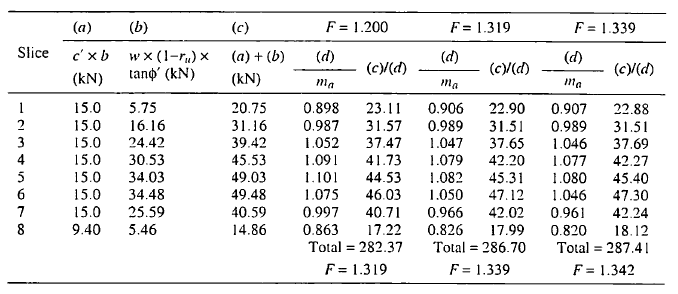 (a) (b) (c) F = 1.200 F = 1.319 F = 1.339
Slice c′ × b w × (1–rᵤ) × (a) + (b) (d) (c)/(d) (d) (c)/(d) (d) (c)/(d)
(kN) tanϕ′ (kN) (kN) mₐ mₐ mₐ
1 15.0 5.75 20.75 0.898 23.11 0.906 22.90 0.907 22.88
2 15.0 16.16 31.16 0.987 31.57 0.989 31.51 0.989 31.51
3 15.0 24.42 39.42 1.052 37.47 1.047 37.65 1.046 37.69
4 15.0 30.53 45.53 1.091 41.73 1.079 42.20 1.077 42.27
5 15.0 34.03 49.03 1.101 44.53 1.082 45.31 1.080 45.40
6 15.0 34.48 49.48 1.075 46.03 1.050 47.12 1.046 47.30
7 15.0 25.59 40.59 0.997 40.71 0.966 42.02 0.961 42.24
8 9.40 5.46 14.86 0.863 17.22 0.826 17.99 0.820 18.12
Total = 282.37 Total = 286.70 Total = 287.41
F = 1.319 F = 1.339 F = 1.342